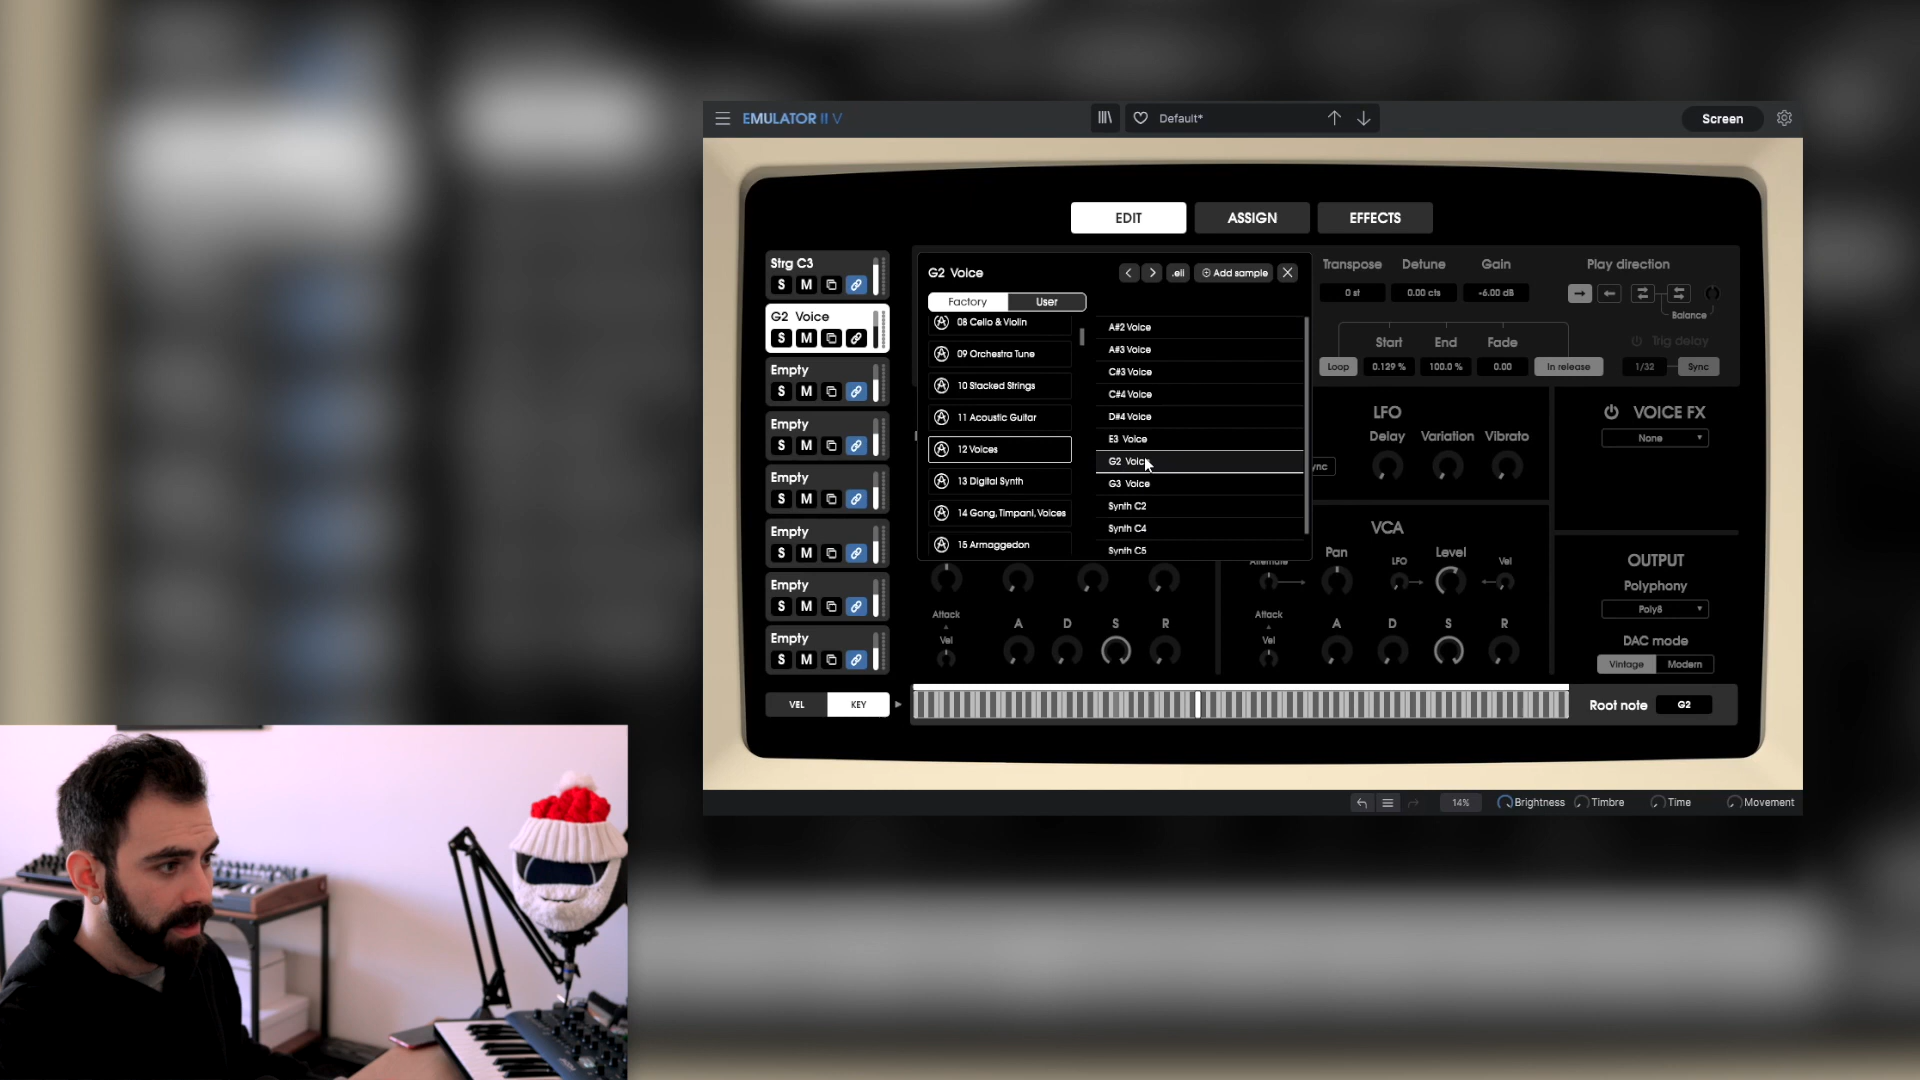 EMULATOR II V
Default*
Screen
EDIT
ASSIGN
EFFECTS
Strg C3
S M
G2 Voice
S M
Empty
S M
Empty
S M
Empty
S M
Empty
S M
Empty
S M
Empty
S M
G2 Voice
.eii
Add sample
Factory
User
08 Cello & Violin
09 Orchestra Tune
10 Stacked Strings
11 Acoustic Guitar
12 Voices
13 Digital Synth
14 Gong, Timpani, Voices
15 Armaggedon
A#2 Voice
A#3 Voice
C#3 Voice
C#4 Voice
D#4 Voice
E3 Voice
G2 Voice
G3 Voice
Synth C2
Synth C4
Synth C5
Transpose
Detune
Gain
0 st
0.00 cts
-6.00 dB
Play direction
Balance
Start
End
Fade
Loop
0.129 %
100.0 %
0.00
In release
Trig delay
1/32
Sync
LFO
Delay
Variation
Vibrato
VOICE FX
None
VCA
Alternate
Pan
LFO
Level
Vel
Attack
Vel
A D S R
Attack
Vel
A D S R
OUTPUT
Polyphony
Poly8
DAC mode
Vintage
Modern
VEL
KEY
Root note
G2
14%
Brightness
Timbre
Time
Movement